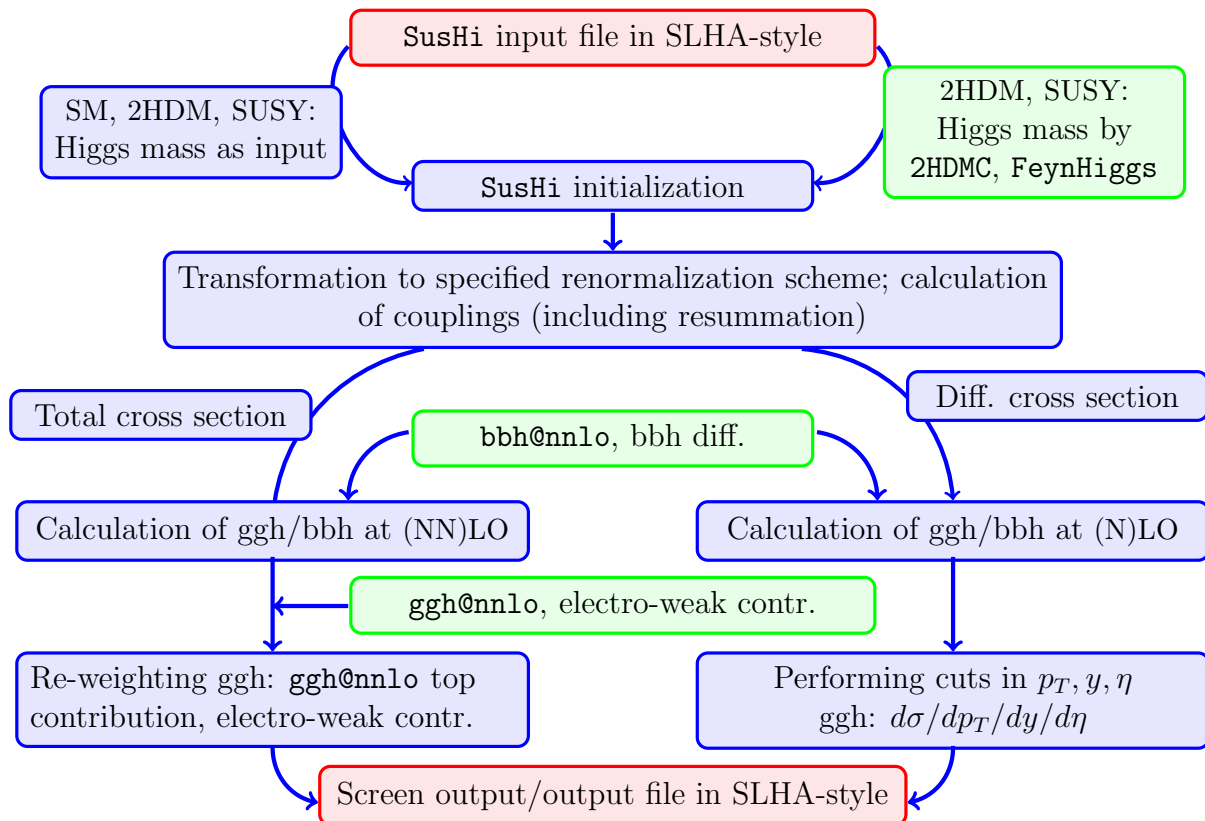 SusHi input file in SLHA-style
SM, 2HDM, SUSY:
Higgs mass as input
2HDM, SUSY:
Higgs mass by
2HDMC, FeynHiggs
SusHi initialization
Transformation to specified renormalization scheme; calculation
of couplings (including resummation)
Total cross section
Diff. cross section
bbh@nnlo, bbh diff.
Calculation of ggh/bbh at (NN)LO
Calculation of ggh/bbh at (N)LO
ggh@nnlo, electro-weak contr.
Re-weighting ggh: ggh@nnlo top
contribution, electro-weak contr.
Performing cuts in $p_T, y, \eta$
ggh: $d\sigma/dp_T/dy/d\eta$
Screen output/output file in SLHA-style